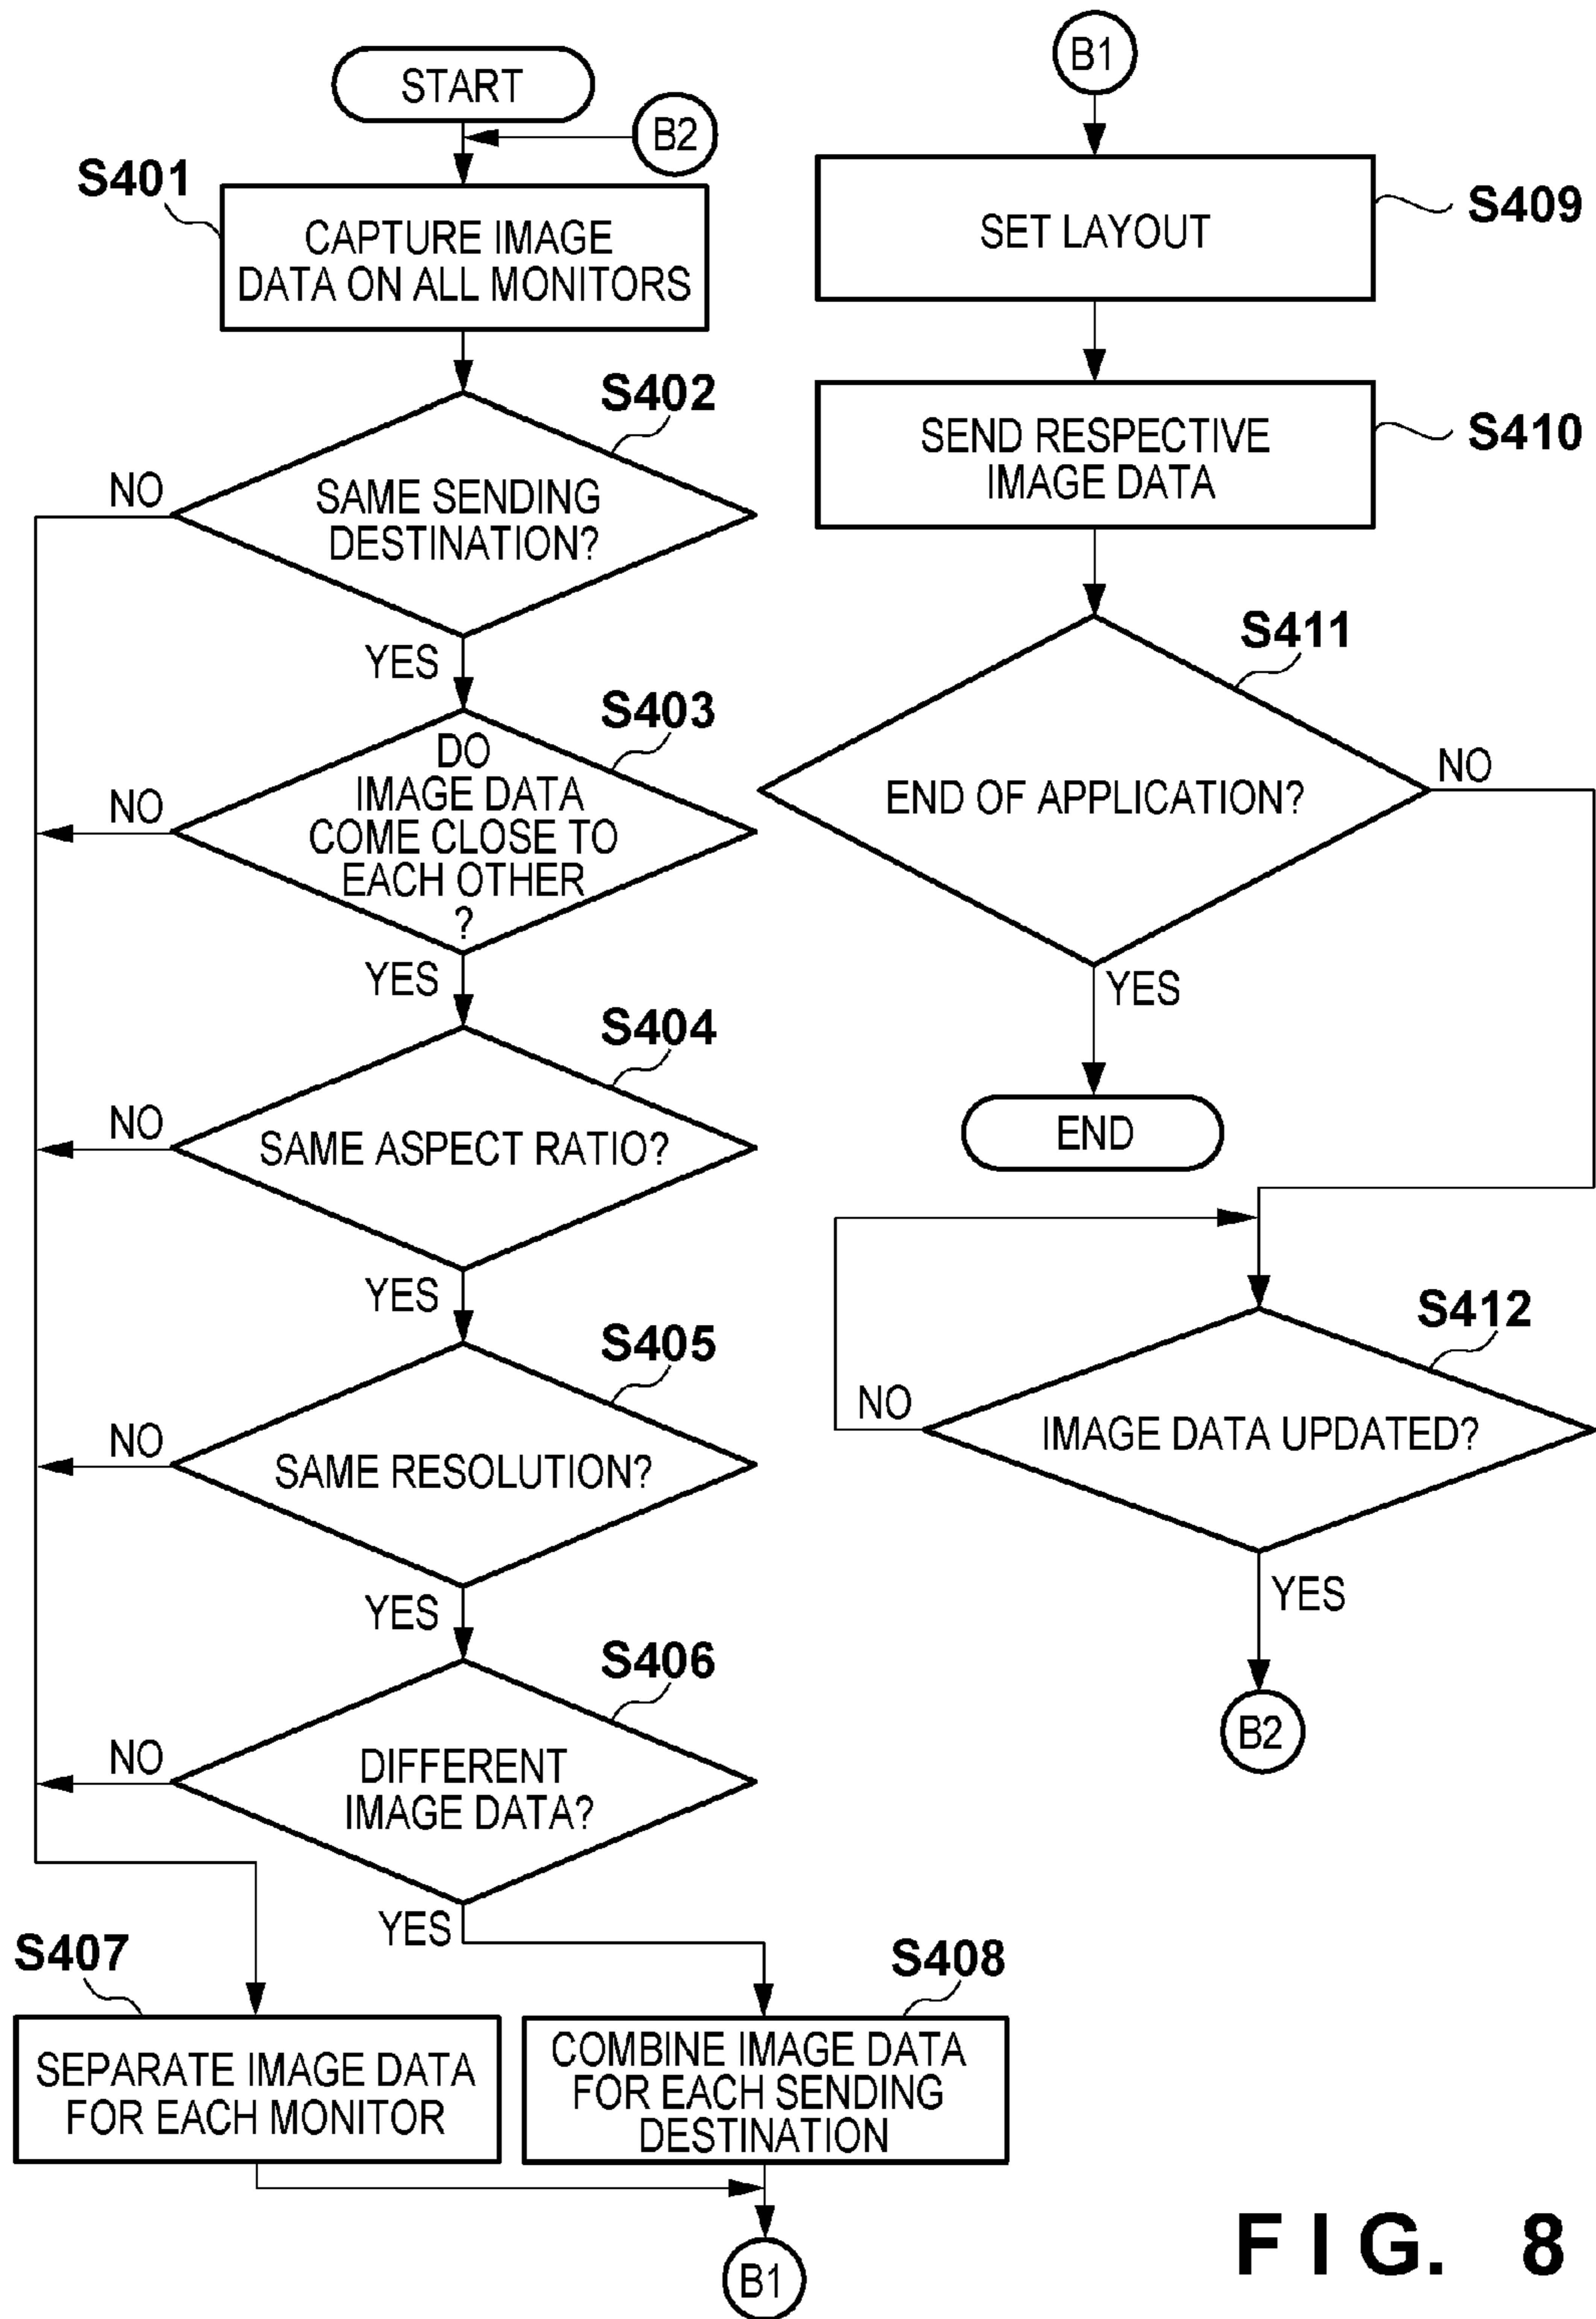 START
B2
S401
CAPTURE IMAGE
DATA ON ALL MONITORS
S402
NO
SAME SENDING
DESTINATION?
YES
S403
NO
DO
IMAGE DATA
COME CLOSE TO
EACH OTHER
?
YES
S404
NO
SAME ASPECT RATIO?
YES
S405
NO
SAME RESOLUTION?
YES
S406
NO
DIFFERENT
IMAGE DATA?
YES
S407
SEPARATE IMAGE DATA
FOR EACH MONITOR
S408
COMBINE IMAGE DATA
FOR EACH SENDING
DESTINATION
B1
B1
S409
SET LAYOUT
S410
SEND RESPECTIVE
IMAGE DATA
S411
NO
END OF APPLICATION?
YES
END
S412
NO
IMAGE DATA UPDATED?
YES
B2
FIG. 8